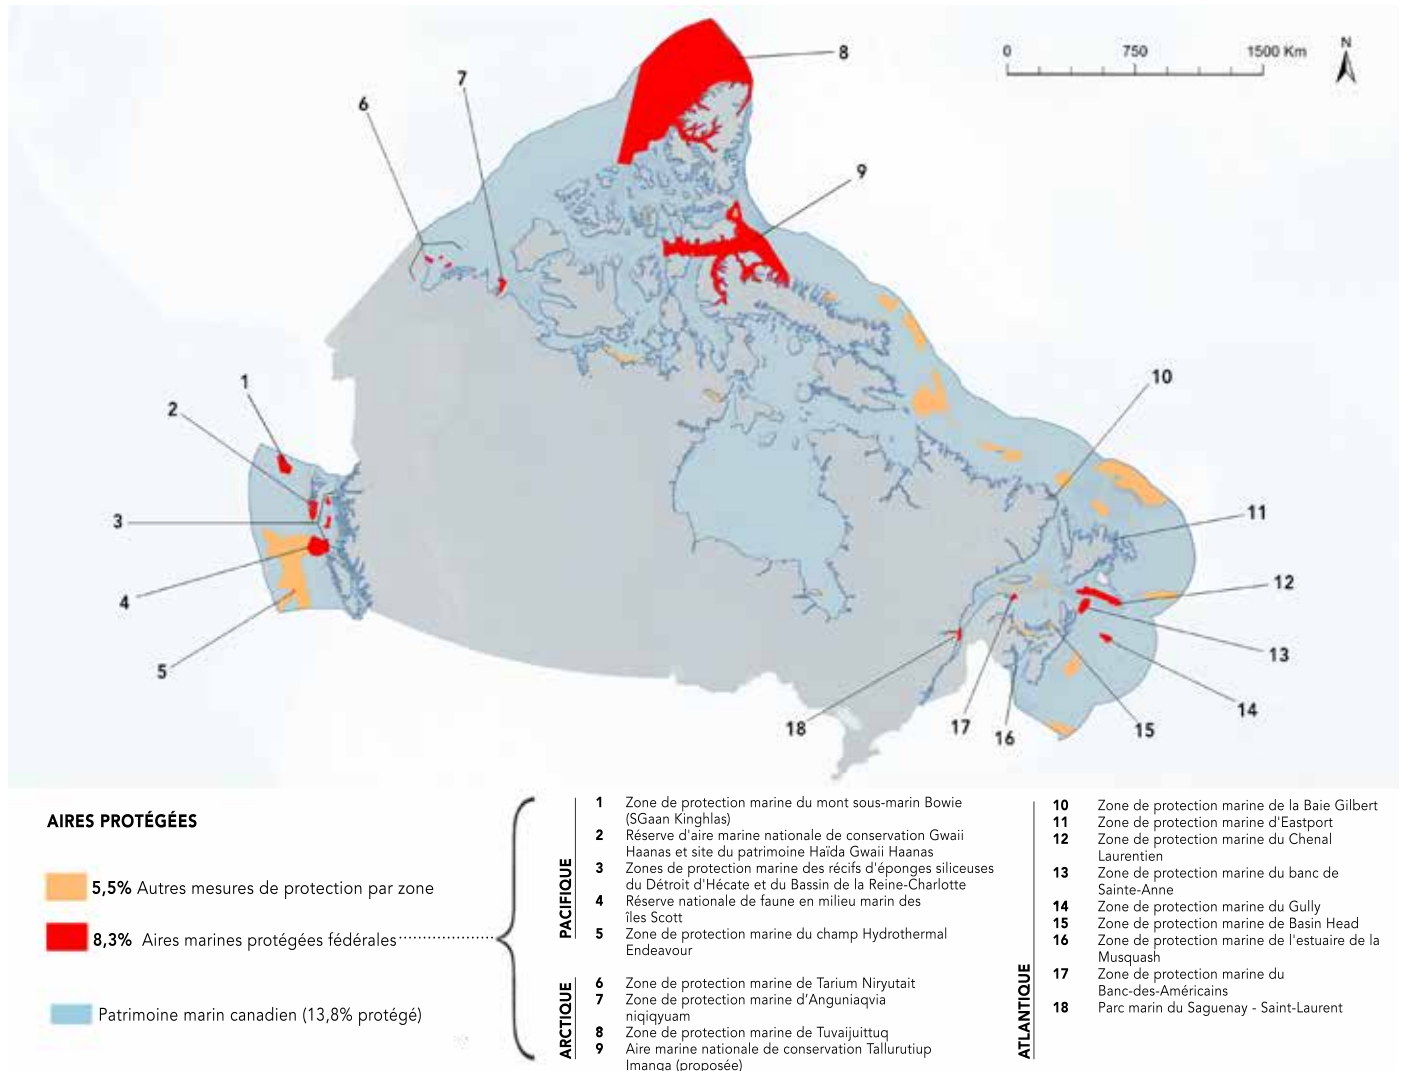 0 750 1500 Km
N
8
7
6
9
1
2
3
4
5
10
11
12
13
14
15
16
17
18
AIRES PROTÉGÉES
5,5% Autres mesures de protection par zone
8,3% Aires marines protégées fédérales
Patrimoine marin canadien (13,8% protégé)
PACIFIQUE
1 Zone de protection marine du mont sous-marin Bowie
(SGaan Kinghlas)
2 Réserve d'aire marine nationale de conservation Gwaii
Haanas et site du patrimoine Haïda Gwaii Haanas
3 Zones de protection marine des récifs d'éponges siliceuses
du Détroit d'Hécate et du Bassin de la Reine-Charlotte
4 Réserve nationale de faune en milieu marin des
îles Scott
5 Zone de protection marine du champ Hydrothermal
Endeavour
ARCTIQUE
6 Zone de protection marine de Tarium Niryutait
7 Zone de protection marine d'Anguniaqvia
niqiqyuam
8 Zone de protection marine de Tuvaijuittuq
9 Aire marine nationale de conservation Tallurutiup
Imanga (proposée)
ATLANTIQUE
10 Zone de protection marine de la Baie Gilbert
11 Zone de protection marine d'Eastport
12 Zone de protection marine du Chenal
Laurentien
13 Zone de protection marine du banc de
Sainte-Anne
14 Zone de protection marine du Gully
15 Zone de protection marine de Basin Head
16 Zone de protection marine de l'estuaire de la
Musquash
17 Zone de protection marine du
Banc-des-Américains
18 Parc marin du Saguenay - Saint-Laurent